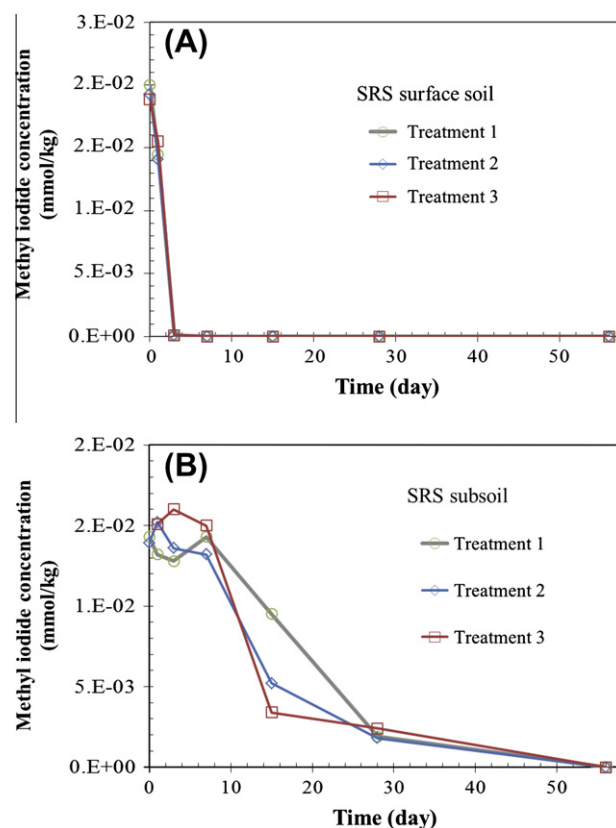 (A)
Methyl iodide concentration
(mmol/kg)
3.E-02
2.E-02
2.E-02
1.E-02
5.E-03
0.E+00
SRS surface soil
Treatment 1
Treatment 2
Treatment 3
0 10 20 30 40 50
Time (day)
(B)
Methyl iodide concentration
(mmol/kg)
2.E-02
2.E-02
1.E-02
5.E-03
0.E+00
SRS subsoil
Treatment 1
Treatment 2
Treatment 3
0 10 20 30 40 50
Time (day)